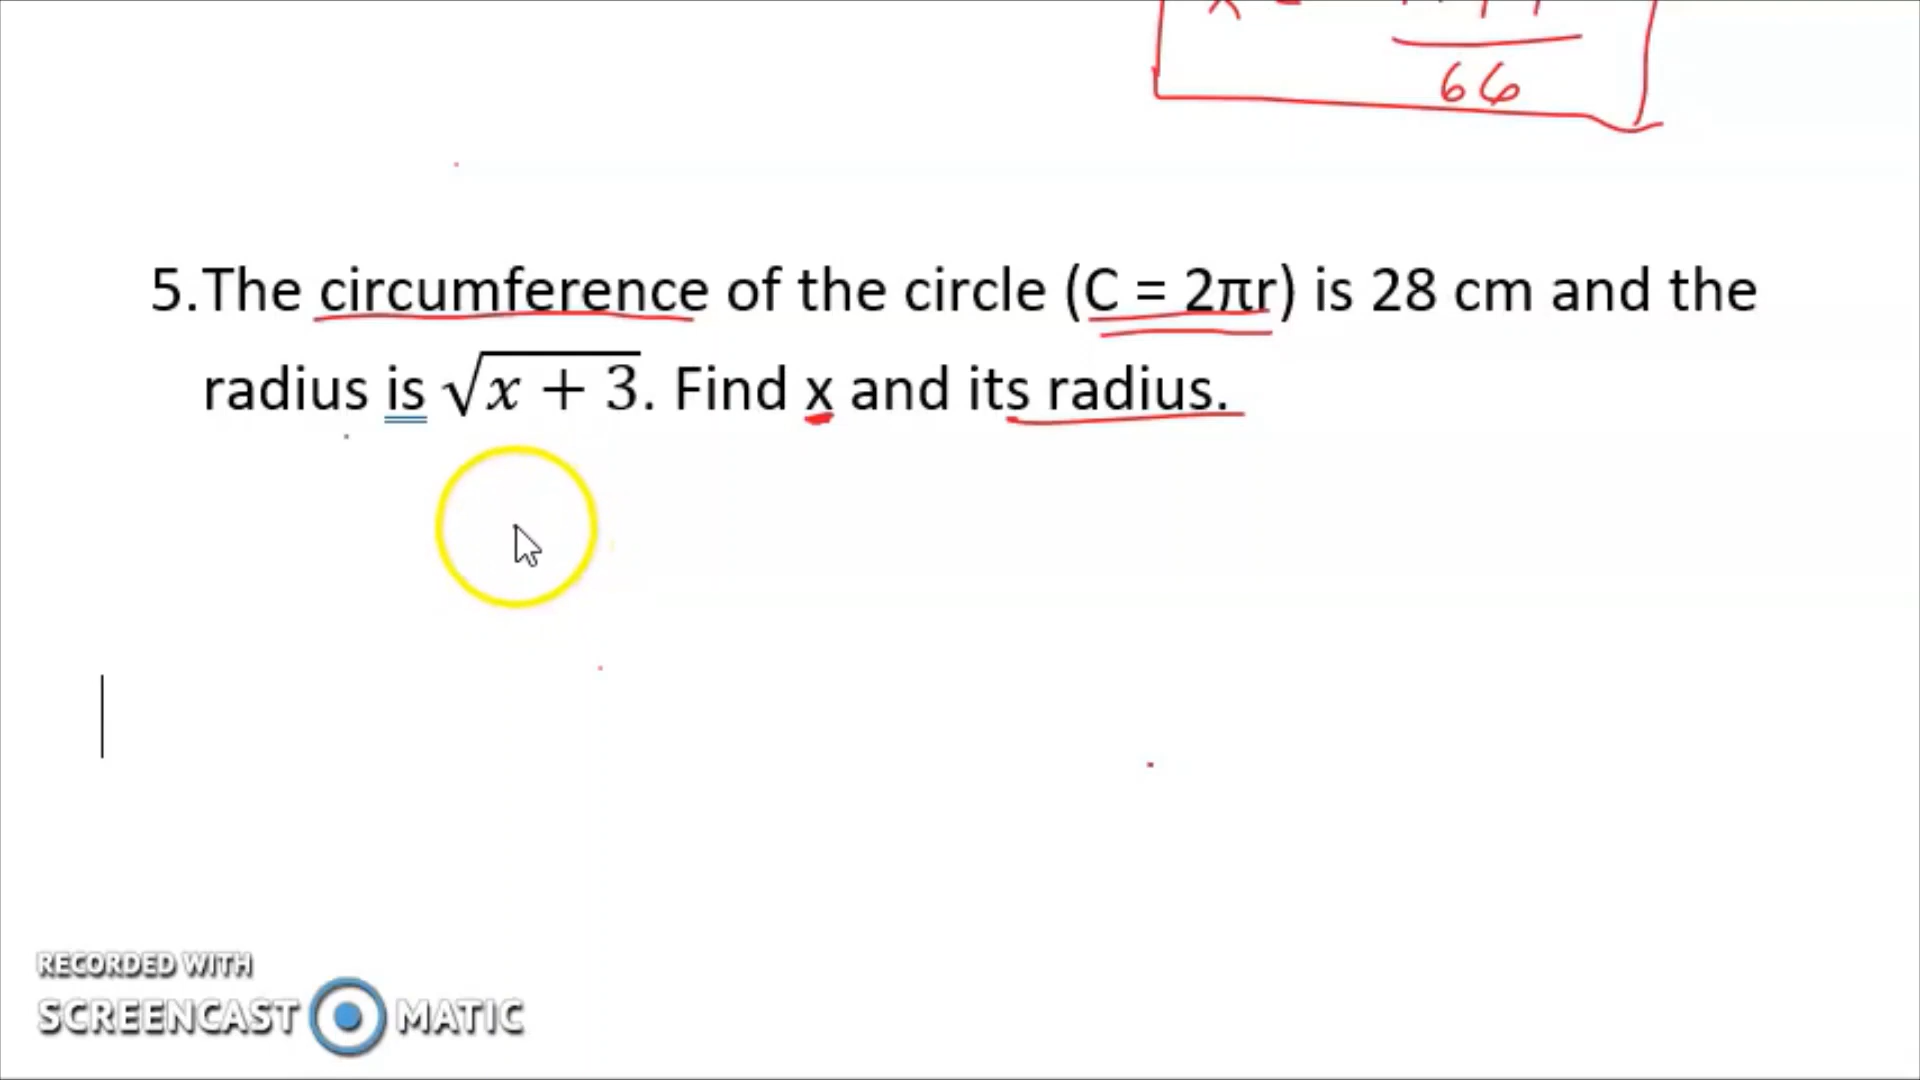 66
5.The circumference of the circle (C = 2πr) is 28 cm and the
radius is √x + 3. Find x and its radius.
RECORDED WITH
SCREENCAST MATIC